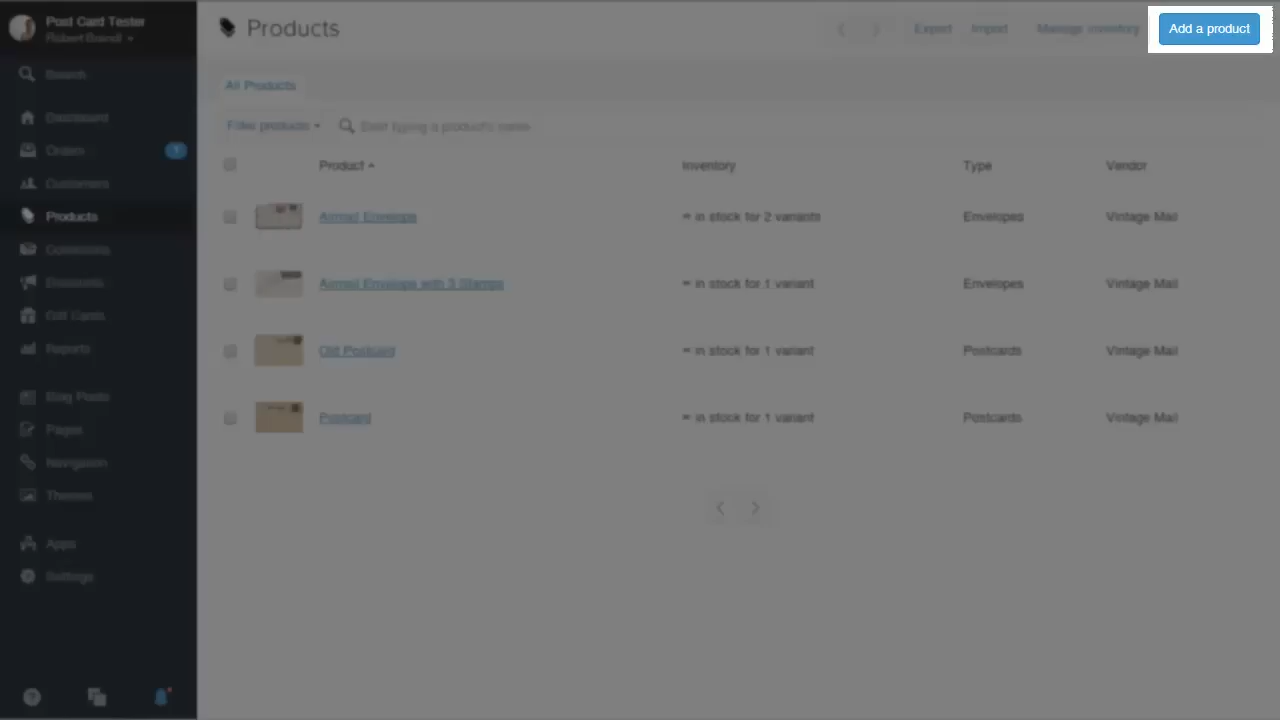 Post Card Tester
Robert Brandl
Search
Dashboard
Orders
1
Customers
Products
Collections
Discounts
Gift Cards
Reports
Blog Posts
Pages
Navigation
Themes
Apps
Settings
Products
Export
Import
Manage inventory
Add a product
All Products
Filter products
Start typing a product's name
Product
Inventory
Type
Vendor
Airmail Envelope
∞ in stock for 2 variants
Envelopes
Vintage Mail
Airmail Envelope with 3 Stamps
∞ in stock for 1 variant
Envelopes
Vintage Mail
Old Postcard
∞ in stock for 1 variant
Postcards
Vintage Mail
Postcard
∞ in stock for 1 variant
Postcards
Vintage Mail